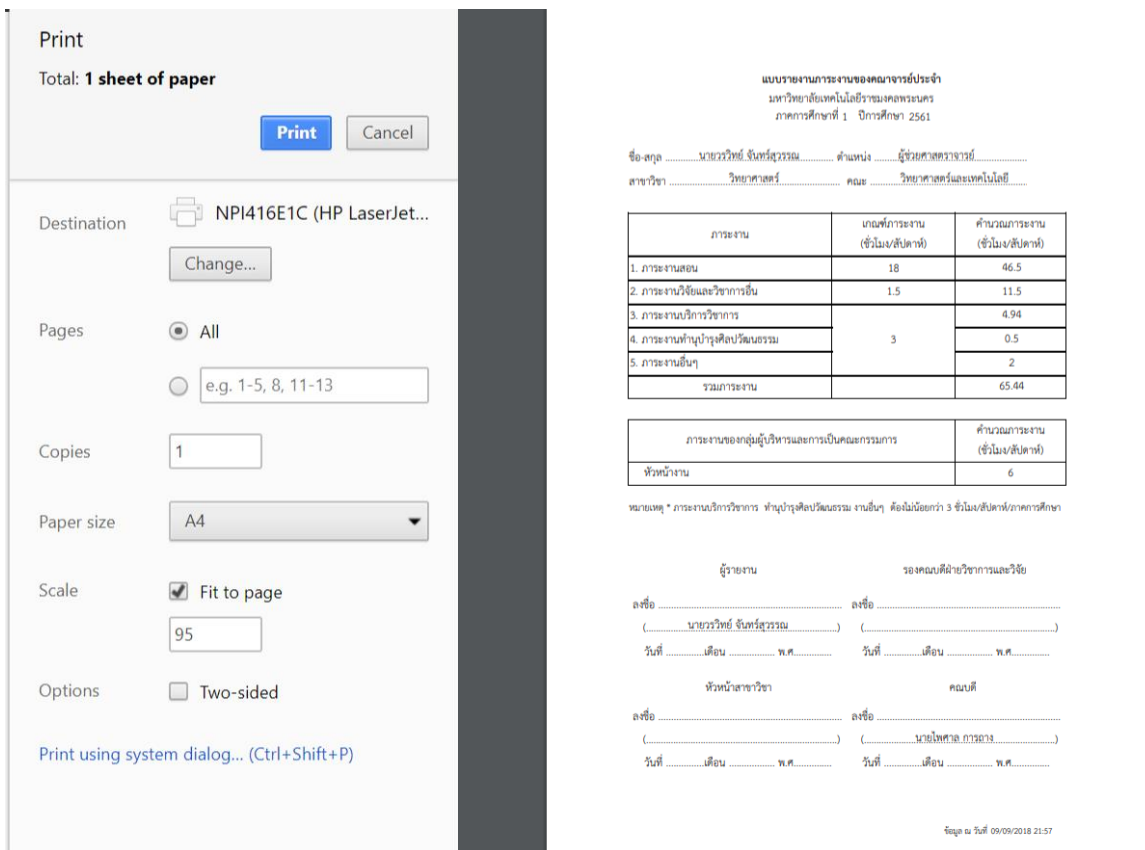 Print
Total: 1 sheet of paper
Print Cancel
Destination NPI416E1C (HP LaserJet...
Change...
Pages All
e.g. 1-5, 8, 11-13
Copies 1
Paper size A4
Scale Fit to page
95
Options Two-sided
Print using system dialog... (Ctrl+Shift+P)
แบบรายงานภาระงานของคณาจารย์ประจำ
มหาวิทยาลัยเทคโนโลยีราชมงคลพระนคร
ภาคการศึกษาที่ 1 ปีการศึกษา 2561
ชื่อ-สกุล นายวรวิทย์ จันทร์สุวรรณ ตำแหน่ง ผู้ช่วยศาสตราจารย์
สาขาวิชา วิทยาศาสตร์ คณะ วิทยาศาสตร์และเทคโนโลยี
ภาระงาน เกณฑ์ภาระงาน (ชั่วโมง/สัปดาห์) คำนวณภาระงาน (ชั่วโมง/สัปดาห์)
1. ภาระงานสอน 18 46.5
2. ภาระงานวิจัยและวิชาการอื่น 1.5 11.5
3. ภาระงานบริการวิชาการ 4.94
4. ภาระงานทำนุบำรุงศิลปวัฒนธรรม 3 0.5
5. ภาระงานอื่นๆ 2
รวมภาระงาน 65.44
ภาระงานของกลุ่มผู้บริหารและการเป็นคณะกรรมการ คำนวณภาระงาน (ชั่วโมง/สัปดาห์)
หัวหน้างาน 6
หมายเหตุ * ภาระงานบริการวิชาการ ทำนุบำรุงศิลปวัฒนธรรม งานอื่นๆ ต้องไม่น้อยกว่า 3 ชั่วโมง/สัปดาห์/ภาคการศึกษา
ผู้รายงาน รองคณบดีฝ่ายวิชาการและวิจัย
ลงชื่อ ลงชื่อ
(นายวรวิทย์ จันทร์สุวรรณ) ( )
วันที่ เดือน พ.ศ. วันที่ เดือน พ.ศ.
หัวหน้าสาขาวิชา คณบดี
ลงชื่อ ลงชื่อ
( ) (นายไพศาล การถาง)
วันที่ เดือน พ.ศ. วันที่ เดือน พ.ศ.
ข้อมูล ณ วันที่ 09/09/2018 21:57